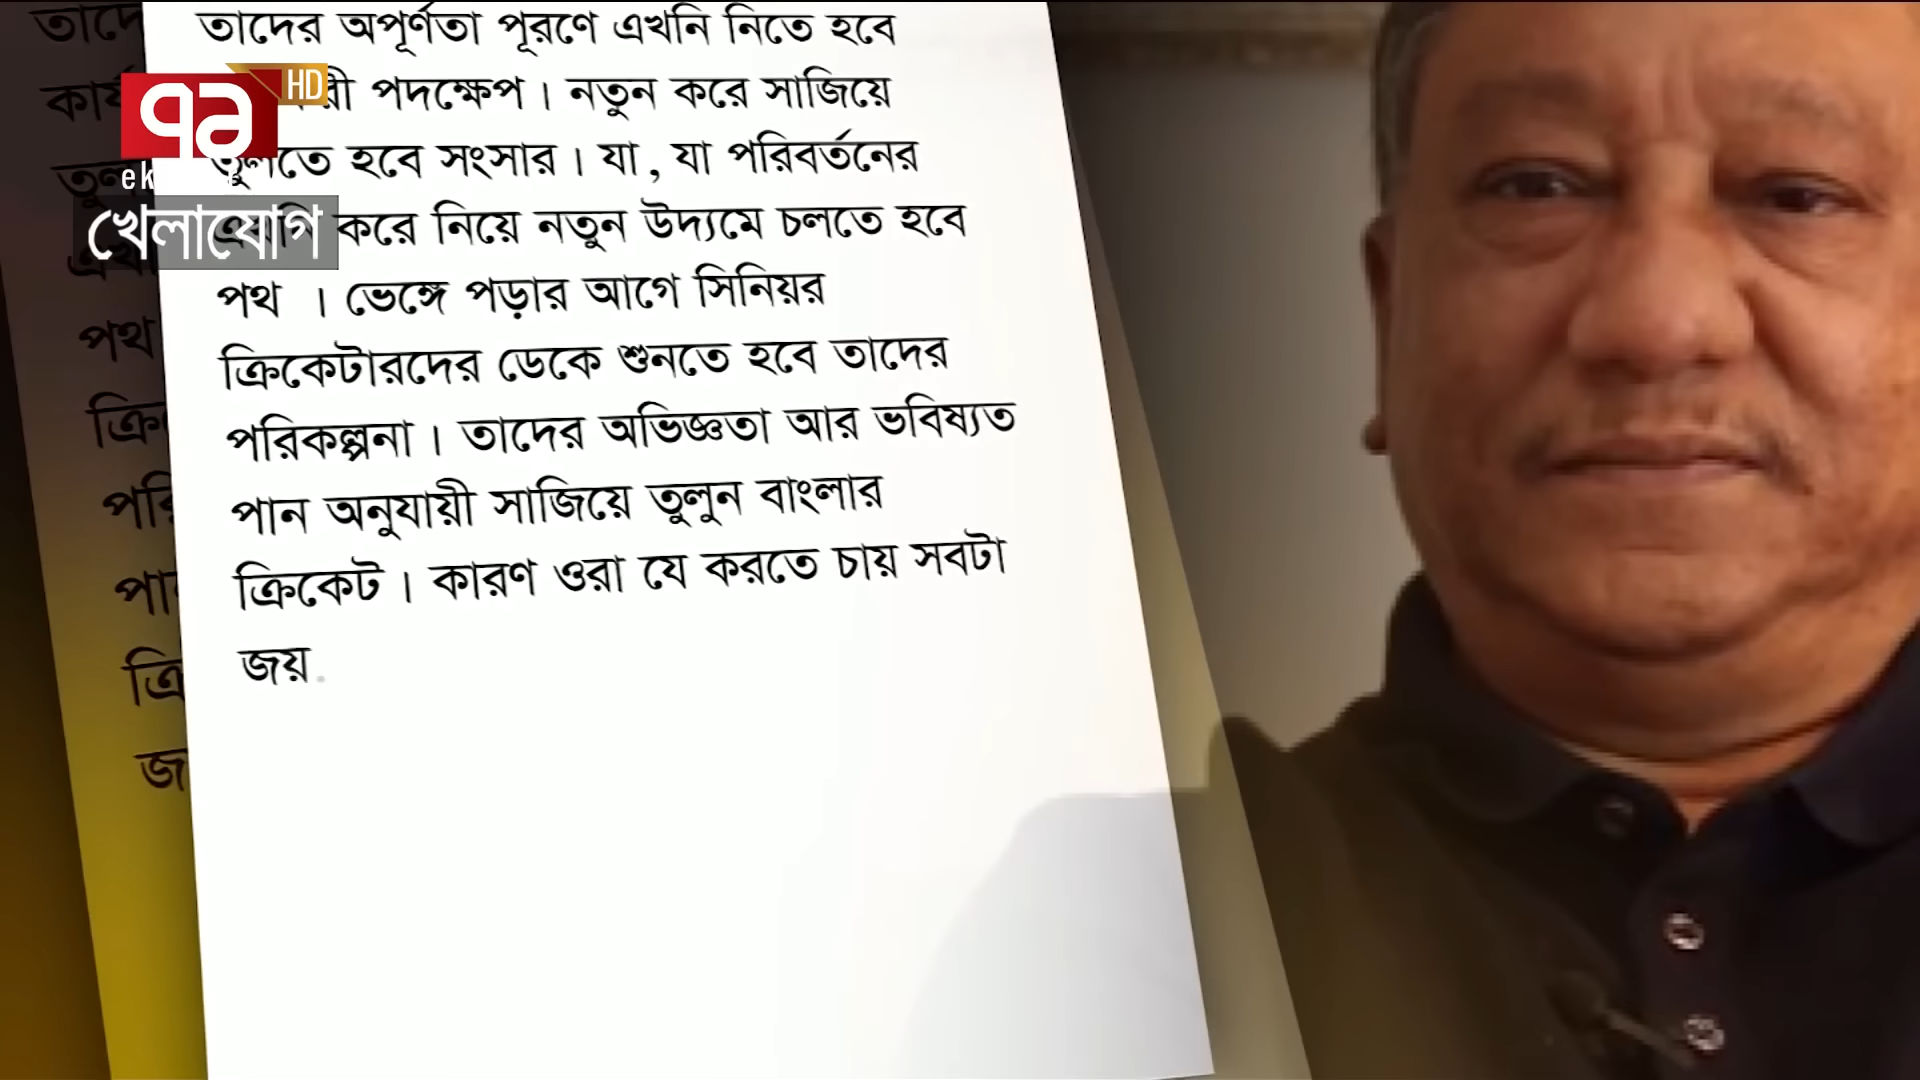 তাদের অপূর্ণতা পূরণে এখনি নিতে হবে
পদক্ষেপ। নতুন করে সাজিয়ে
তুলতে হবে সংসার। যা, যা পরিবর্তনের
করে নিয়ে নতুন উদ্যমে চলতে হবে
পথ । ভেঙ্গে পড়ার আগে সিনিয়র
ক্রিকেটারদের ডেকে শুনতে হবে তাদের
পরিকল্পনা। তাদের অভিজ্ঞতা আর ভবিষ্যত
পান অনুযায়ী সাজিয়ে তুলুন বাংলার
ক্রিকেট। কারণ ওরা যে করতে চায় সবটা
জয়.
৭১
HD
খেলাযোগ